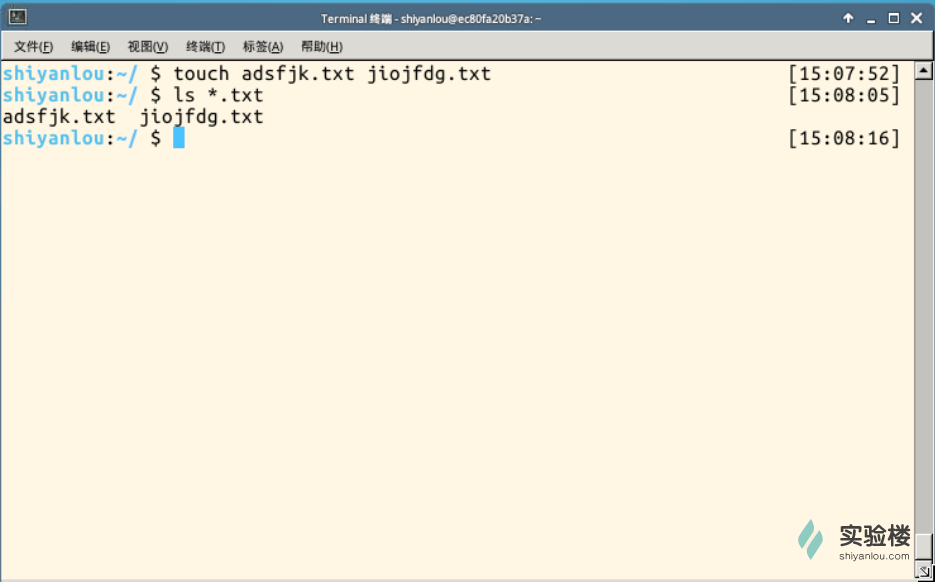 Terminal 终端 - shiyanlou@ec80fa20b37a: ~
文件(F) 编辑(E) 视图(V) 终端(T) 标签(A) 帮助(H)
shiyanlou:~/ $ touch adsfjk.txt jiojfdg.txt [15:07:52]
shiyanlou:~/ $ ls *.txt [15:08:05]
adsfjk.txt  jiojfdg.txt
shiyanlou:~/ $ [15:08:16]
实验楼
shiyanlou.com